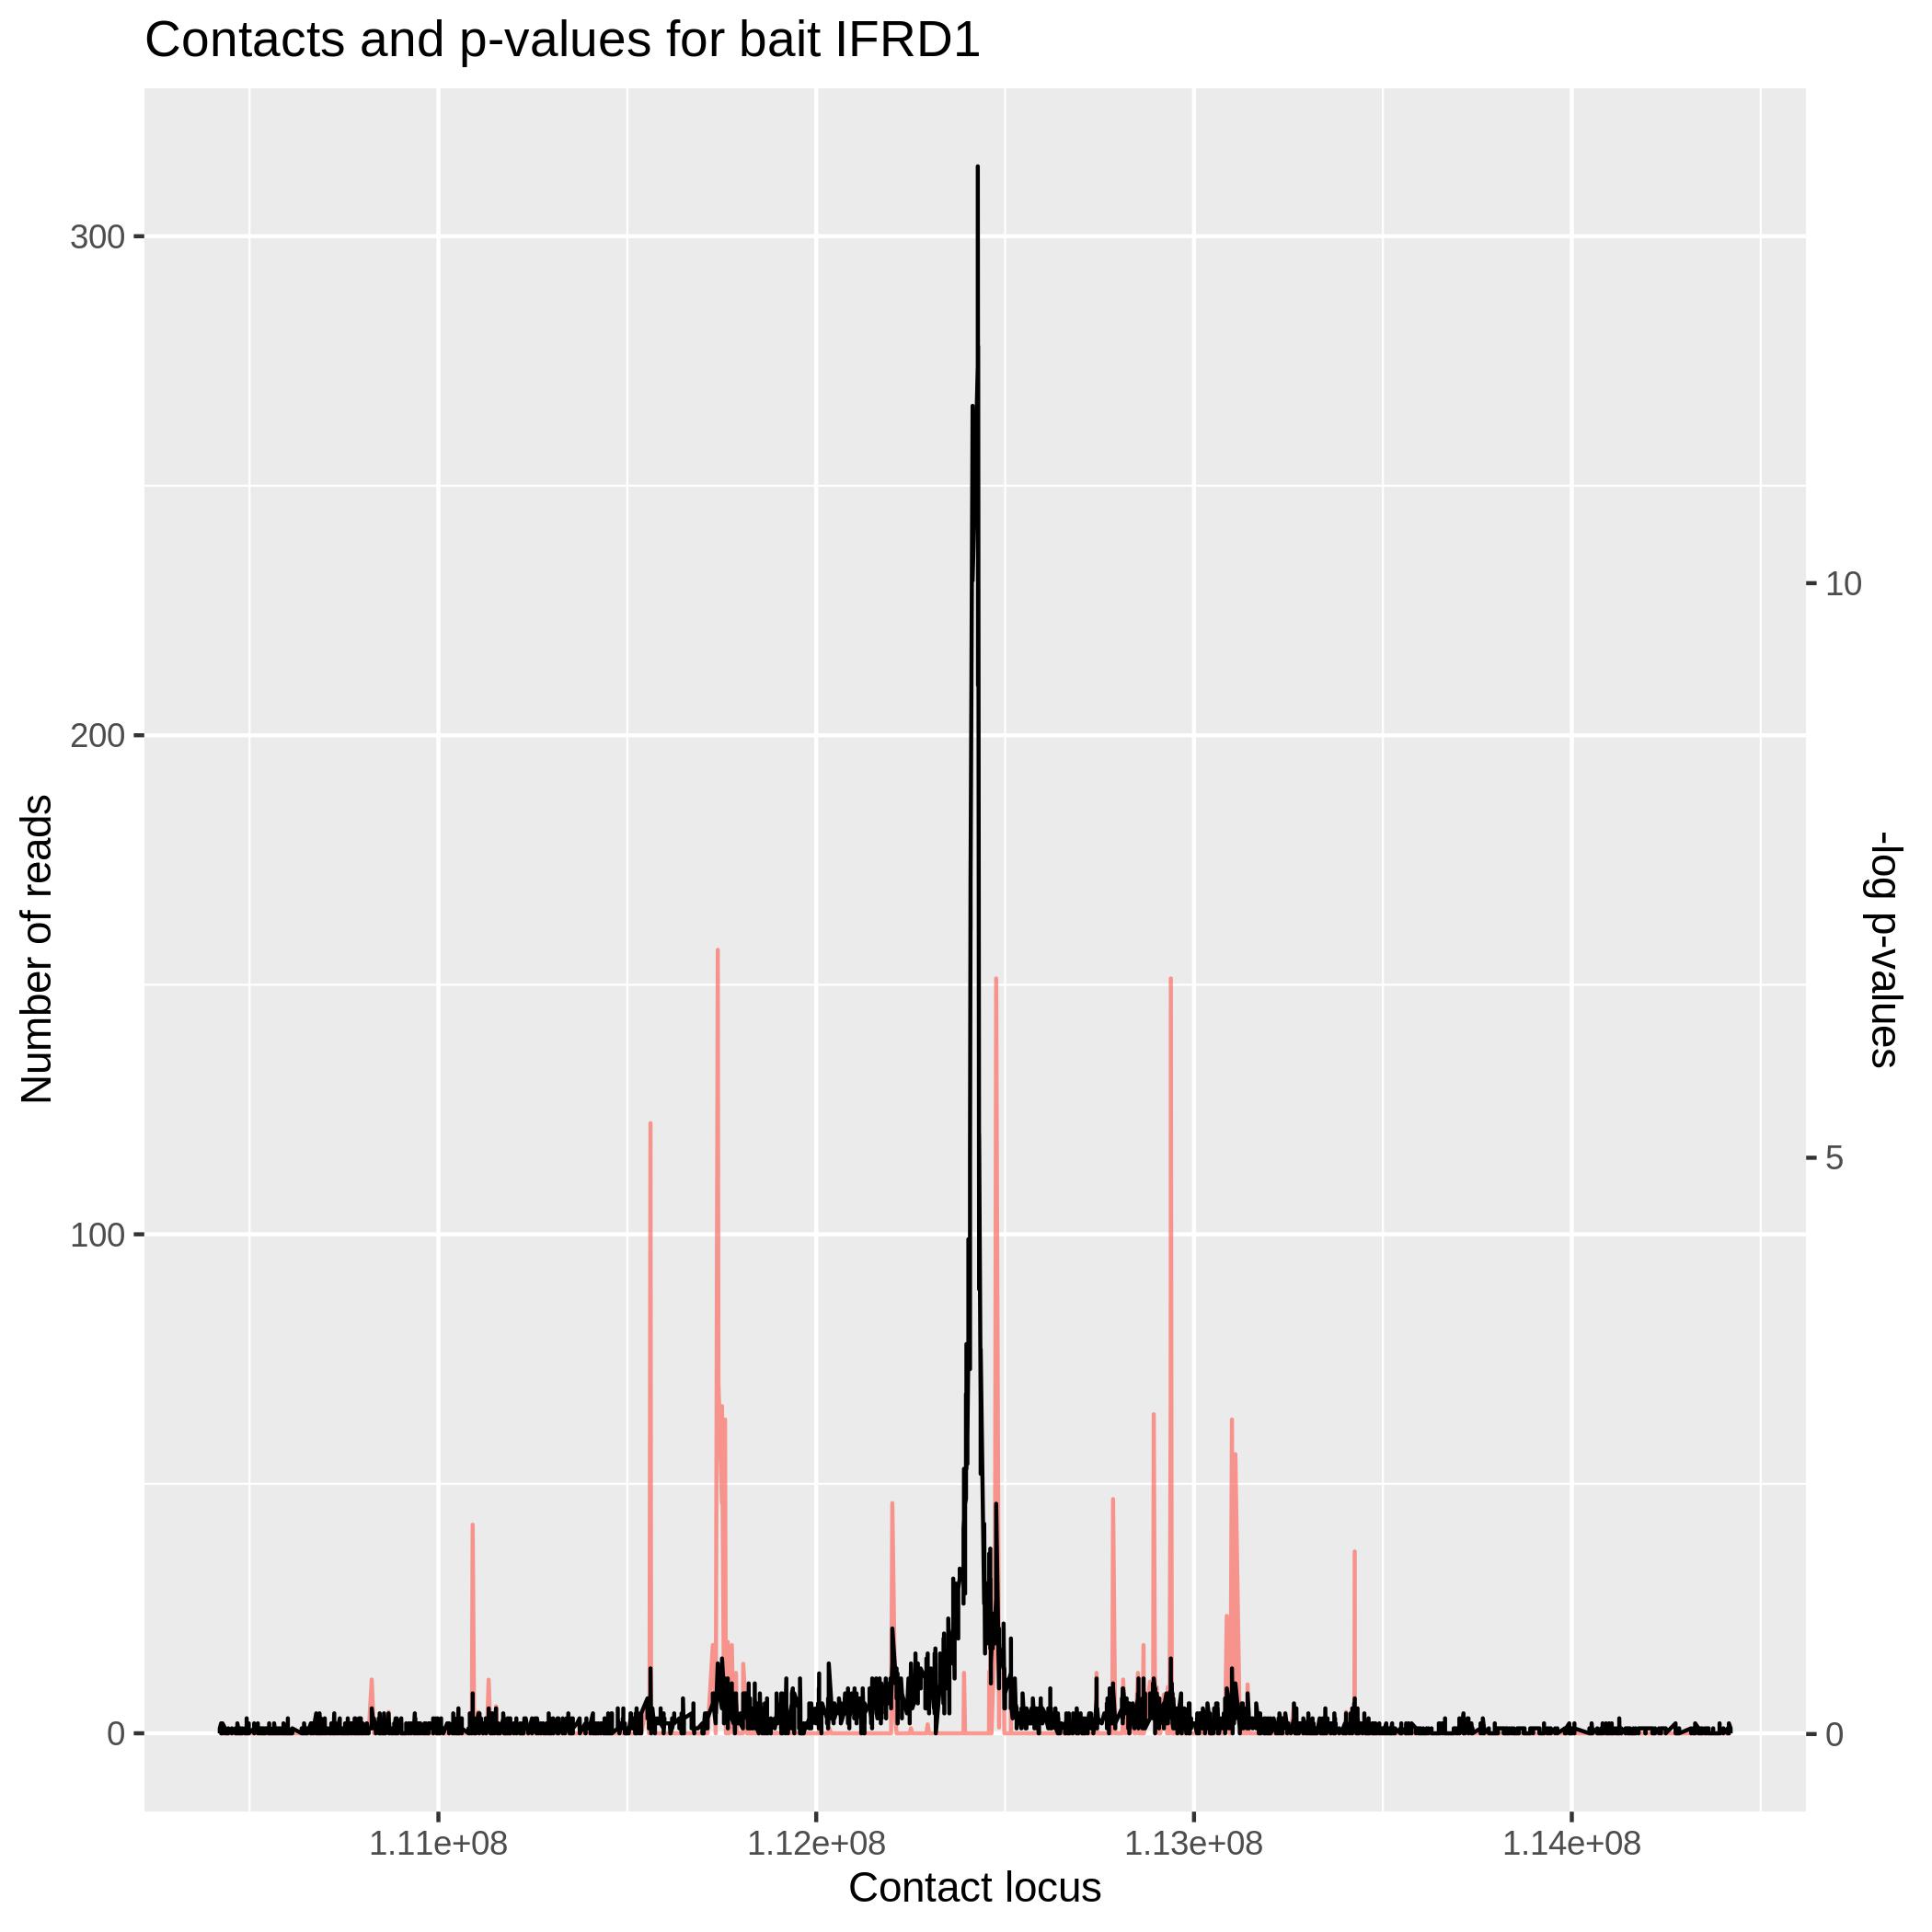 Contacts and p-values for bait IFRD1
300
200
100
0
Number of reads
10
5
0
-log p-values
1.11e+08 1.12e+08 1.13e+08 1.14e+08
Contact locus